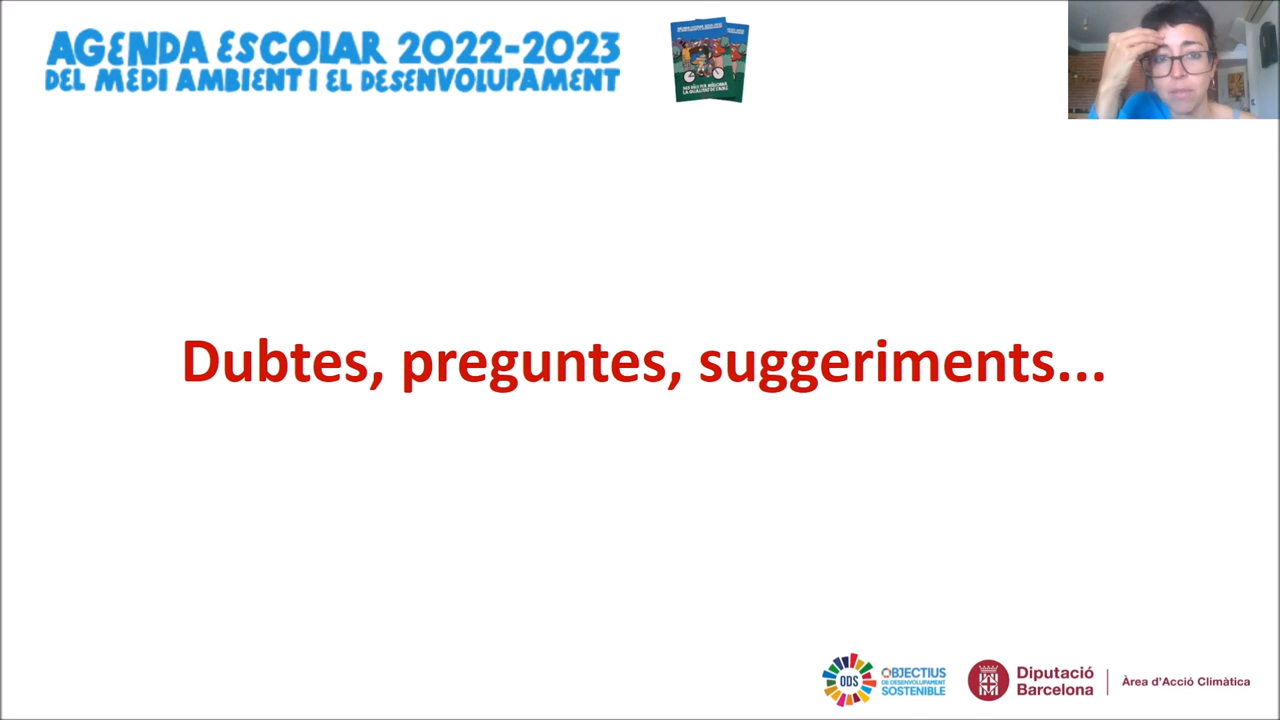 AGENDA ESCOLAR 2022-2023
DEL MEDI AMBIENT I EL DESENVOLUPAMENT
Dubtes, preguntes, suggeriments...
ODS
OBJECTIUS
DE DESENVOLUPAMENT
SOSTENIBLE
Diputació
Barcelona
Àrea d'Acció Climàtica